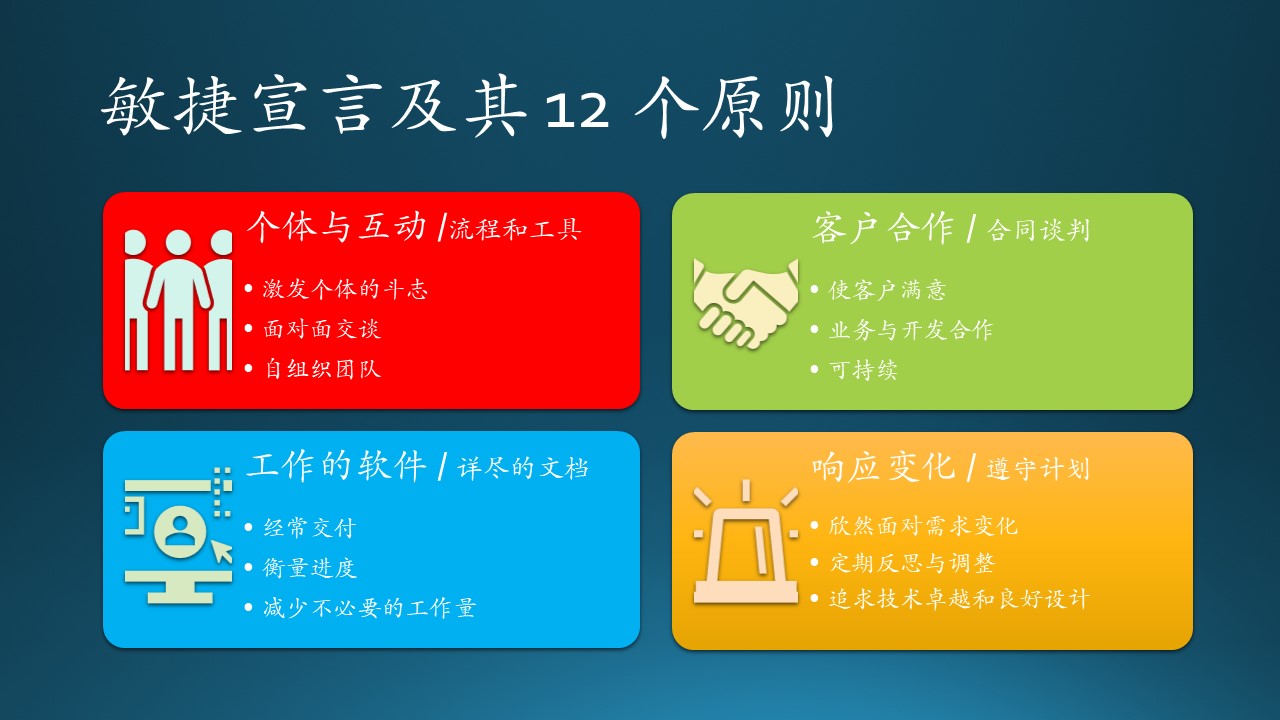 敏捷宣言及其 12 个原则
个体与互动 /流程和工具
• 激发个体的斗志
• 面对面交谈
• 自组织团队
客户合作 / 合同谈判
• 使客户满意
• 业务与开发合作
• 可持续
工作的软件 / 详尽的文档
• 经常交付
• 衡量进度
• 减少不必要的工作量
响应变化 / 遵守计划
• 欣然面对需求变化
• 定期反思与调整
• 追求技术卓越和良好设计